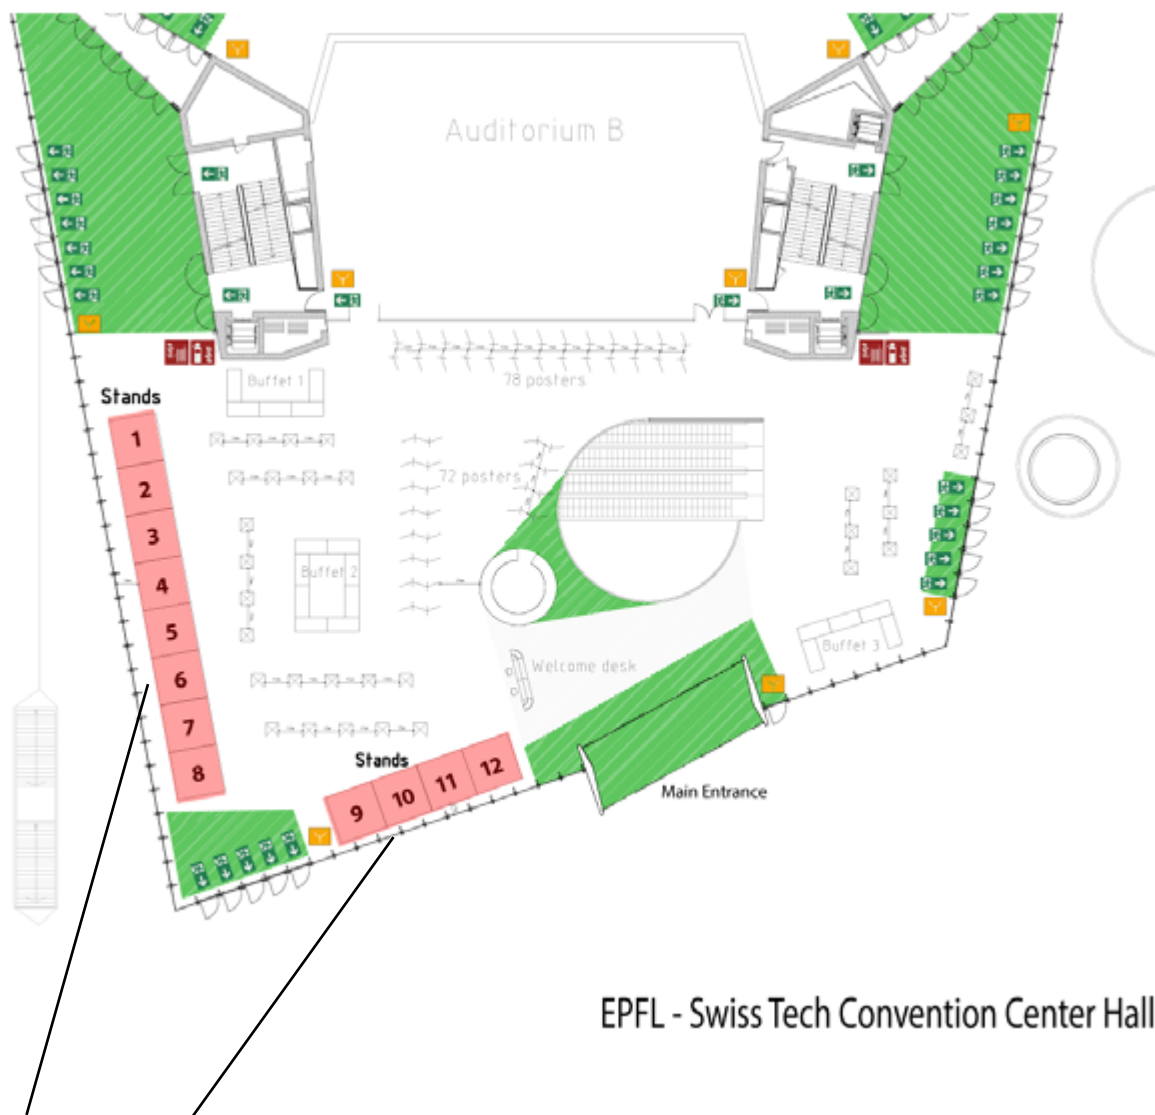 Auditorium B
78 posters
Buffet 1
Stands
1
2
3
4
5
6
7
8
72 posters
Buffet 2
Welcome desk
Buffet 3
Stands
9
10
11
12
Main Entrance
EPFL - Swiss Tech Convention Center Hall